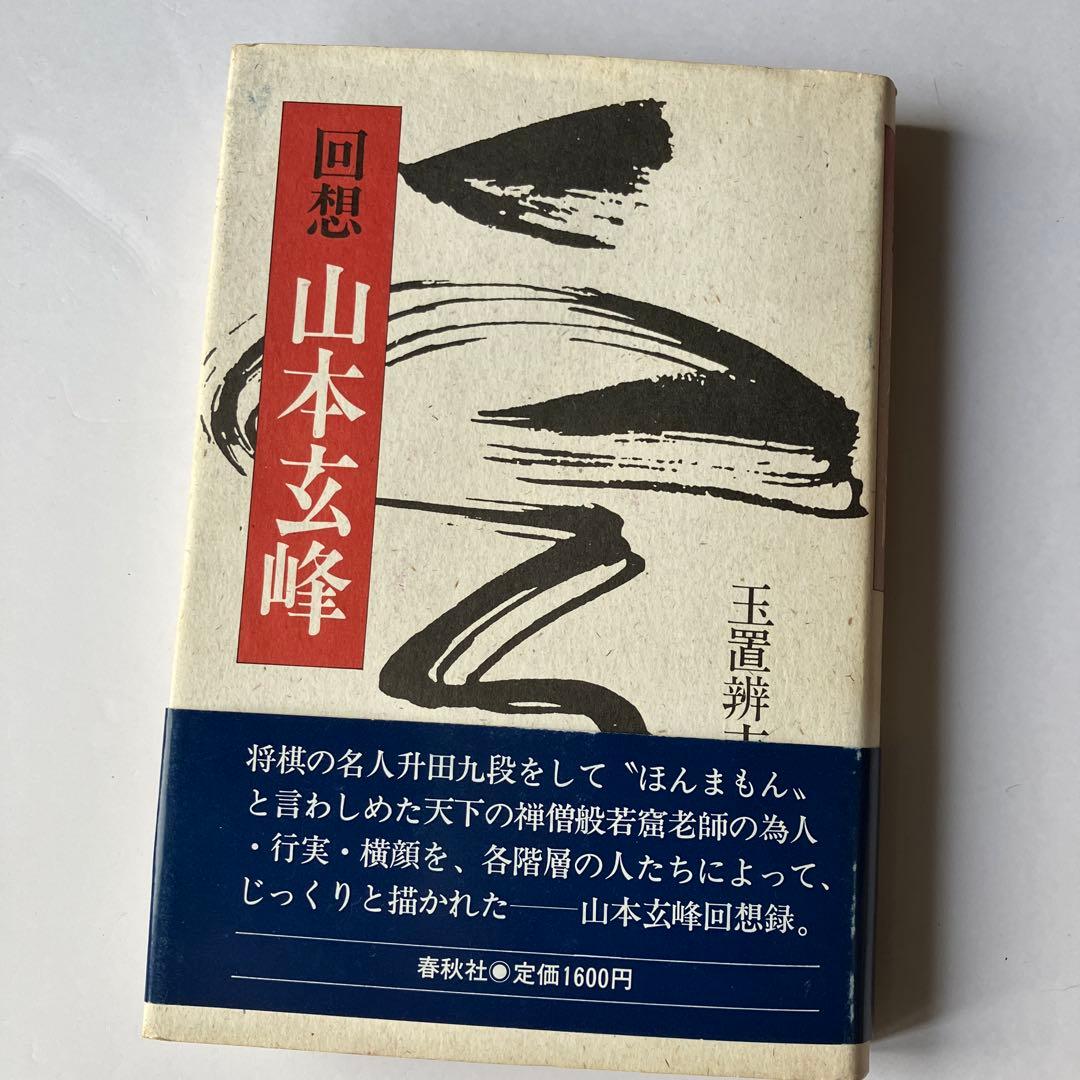 回想 山本玄峰
玉置辨
将棋の名人升田九段をして〝ほんまもん〟
と言わしめた天下の禅僧般若窟老師の為人
・行実・横顔を、各階層の人たちによって、
じっくりと描かれた――山本玄峰回想録。
春秋社◉定価1600円